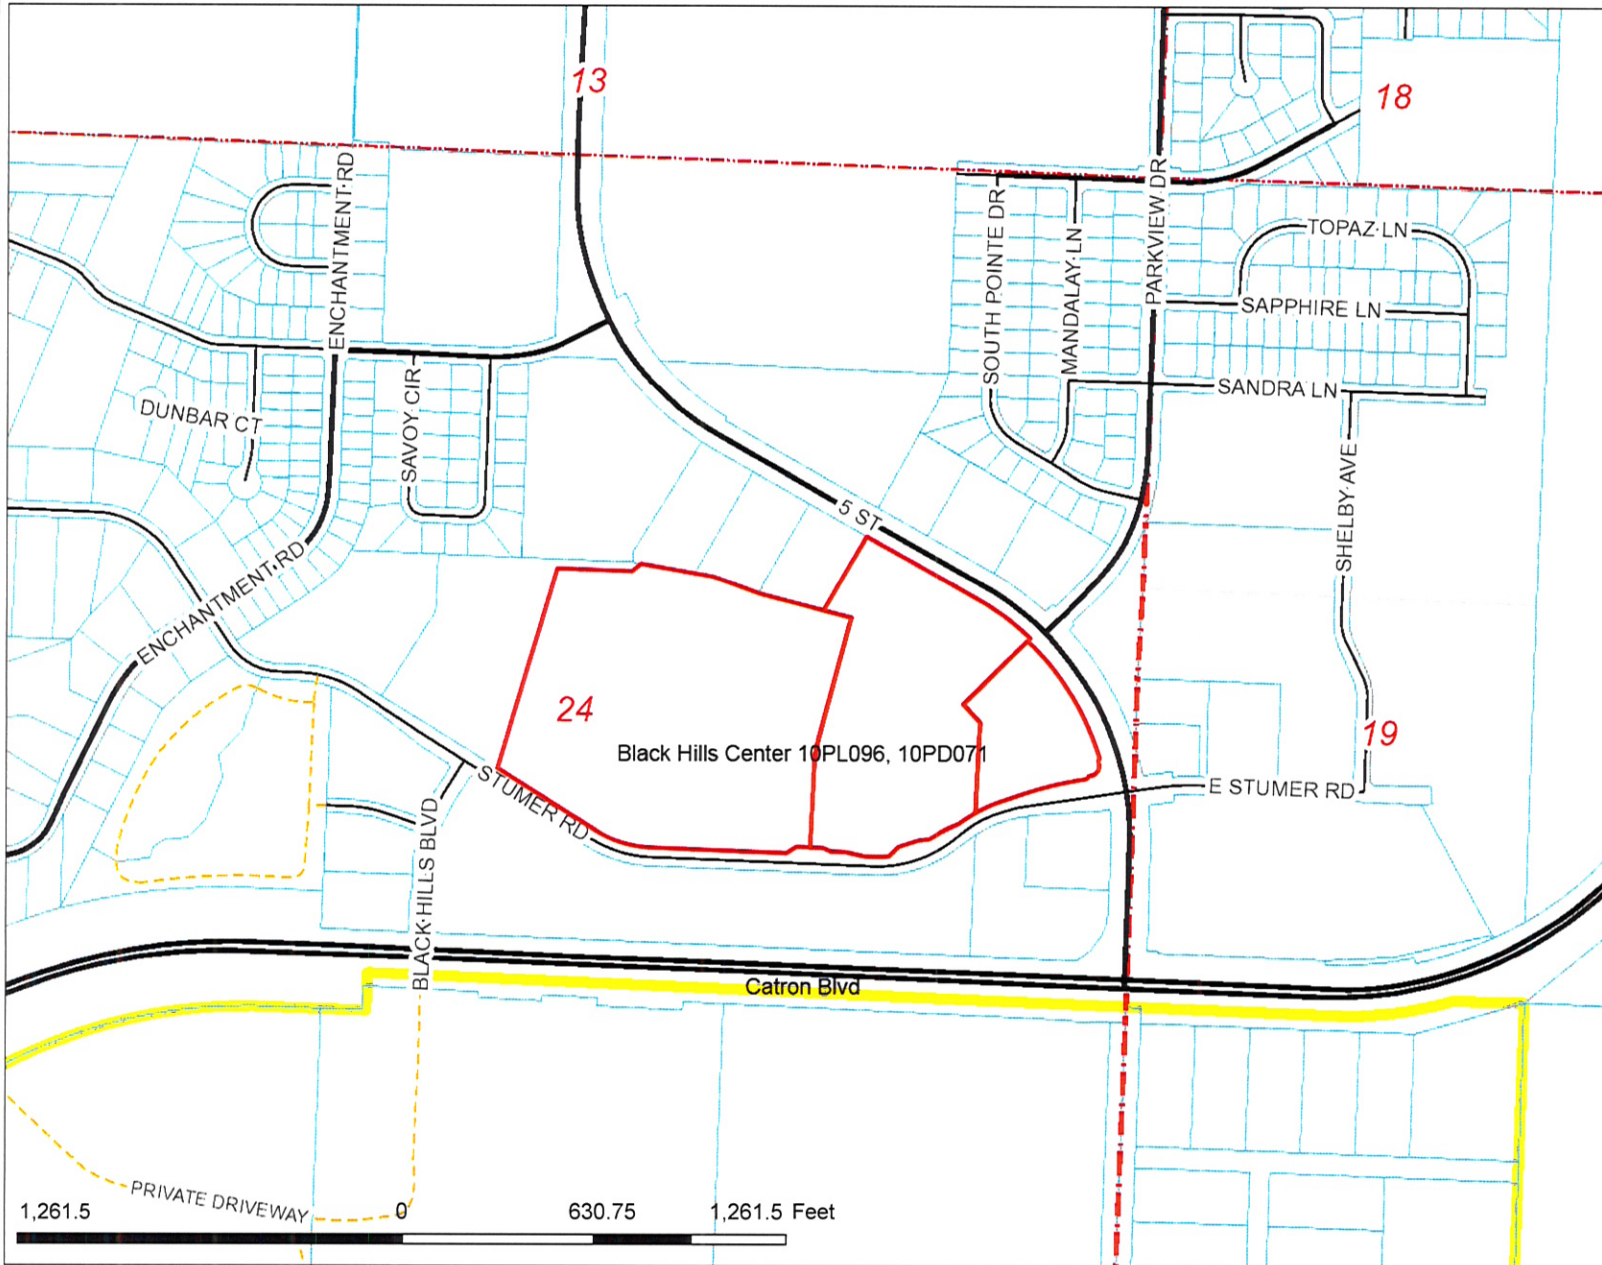 13
18
ENCHANTMENT RD
SOUTH POINTE DR
MANDALAY LN
PARKVIEW DR
TOPAZ LN
SAPPHIRE LN
SANDRA LN
DUNBAR CT
SAVOY CIR
5 ST
SHELBY AVE
ENCHANTMENT RD
24
19
Black Hills Center 10PL096, 10PD071
STUMER RD
E STUMER RD
BLACK HILLS BLVD
Catron Blvd
PRIVATE DRIVEWAY
1,261.5 0 630.75 1,261.5 Feet